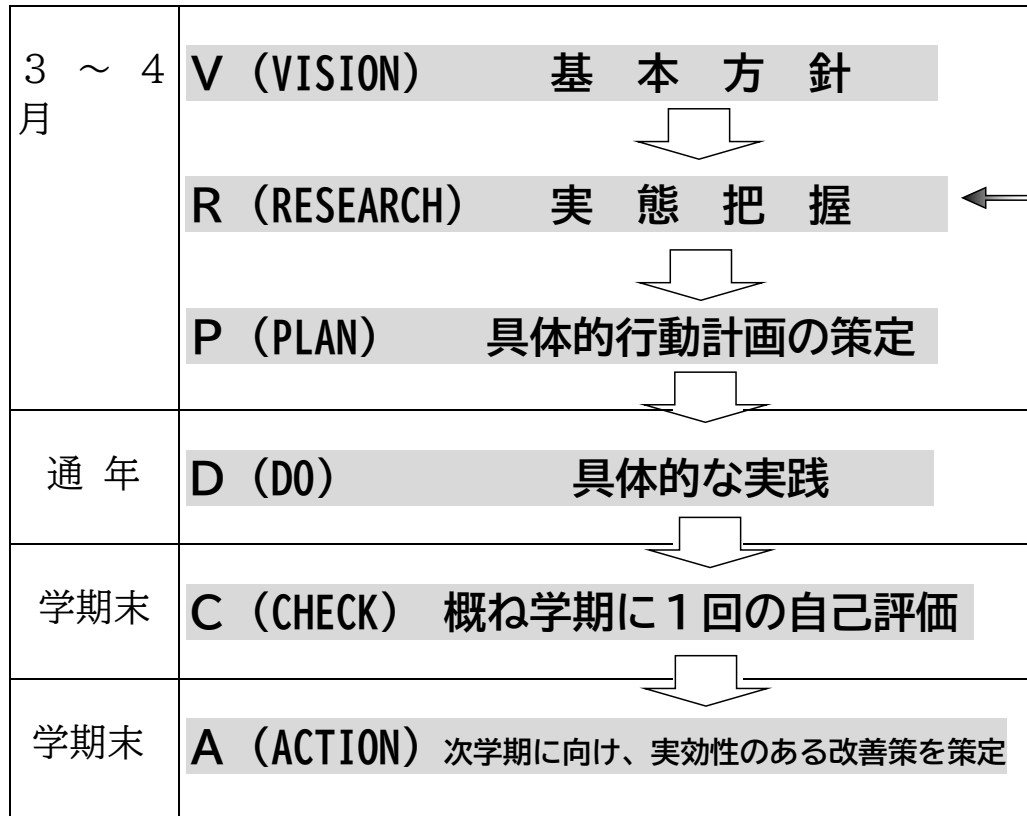 ３ ～ ４
月
Ｖ（VISION） 基 本 方 針
Ｒ（RESEARCH） 実 態 把 握
Ｐ（PLAN） 具体的行動計画の策定
通 年
Ｄ（DO） 具体的な実践
学期末
Ｃ（CHECK） 概ね学期に１回の自己評価
学期末
Ａ（ACTION）次学期に向け、実効性のある改善策を策定